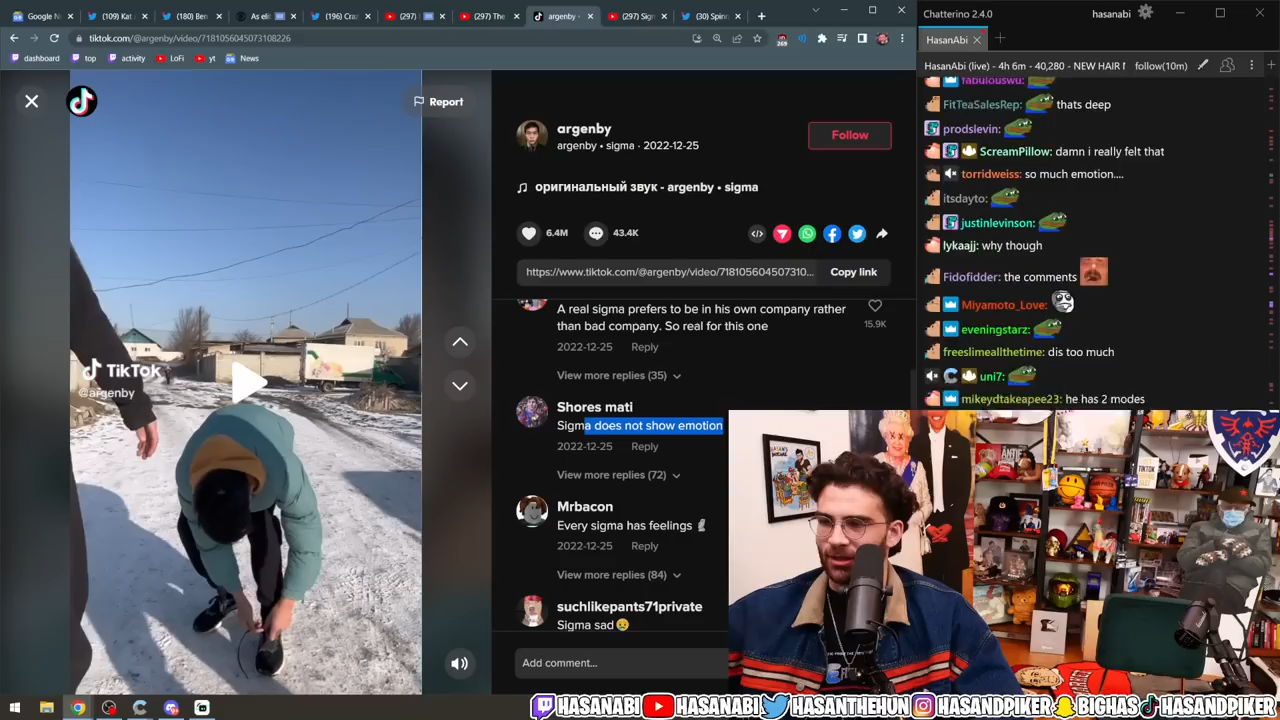 Google N
(109) Kat
(180) Ben
As elit
(196) Craz
(297)
(297) The
argenby -
(297) Sigr
(30) Spinn
tiktok.com/@argenby/video/7181056045073108226
dashboard
top
activity
LoFi
yt
News
TikTok
@argenby
Report
argenby
argenby • sigma · 2022-12-25
Follow
оригинальный звук - argenby • sigma
6.4M
43.4K
https://www.tiktok.com/@argenby/video/718105604507310...
Copy link
A real sigma prefers to be in his own company rather
than bad company. So real for this one
15.9K
2022-12-25 Reply
View more replies (35)
Shores mati
Sigma does not show emotion
2022-12-25 Reply
View more replies (72)
Mrbacon
Every sigma has feelings
2022-12-25 Reply
View more replies (84)
suchlikepants71private
Sigma sad
Add comment...
Chatterino 2.4.0
hasanabi
HasanAbi
HasanAbi (live) - 4h 6m - 40,280 - NEW HAIR
follow(10m)
fabulouswu:
FitTeaSalesRep: thats deep
prodslevin:
ScreamPillow: damn i really felt that
torridweiss: so much emotion....
itsdayto:
justinlevinson:
lykaajj: why though
Fidofidder: the comments
Miyamoto_Love:
eveningstarz:
freeslimeallthetime: dis too much
uni7:
mikeydtakeapee23: he has 2 modes
HASANABI
HASANABI
HASANTHEHUN
HASANDPIKER
BIGHAS
HASANDPIKER